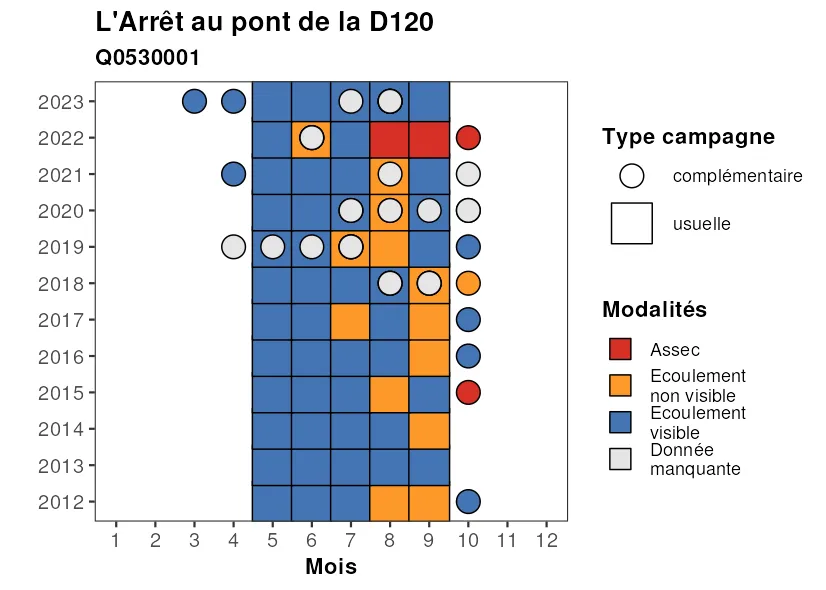 L'Arrêt au pont de la D120
Q0530001
2023
2022
2021
2020
2019
2018
2017
2016
2015
2014
2013
2012
1 2 3 4 5 6 7 8 9 10 11 12
Mois
Type campagne
complémentaire
usuelle
Modalités
Assec
Ecoulement
non visible
Ecoulement
visible
Donnée
manquante